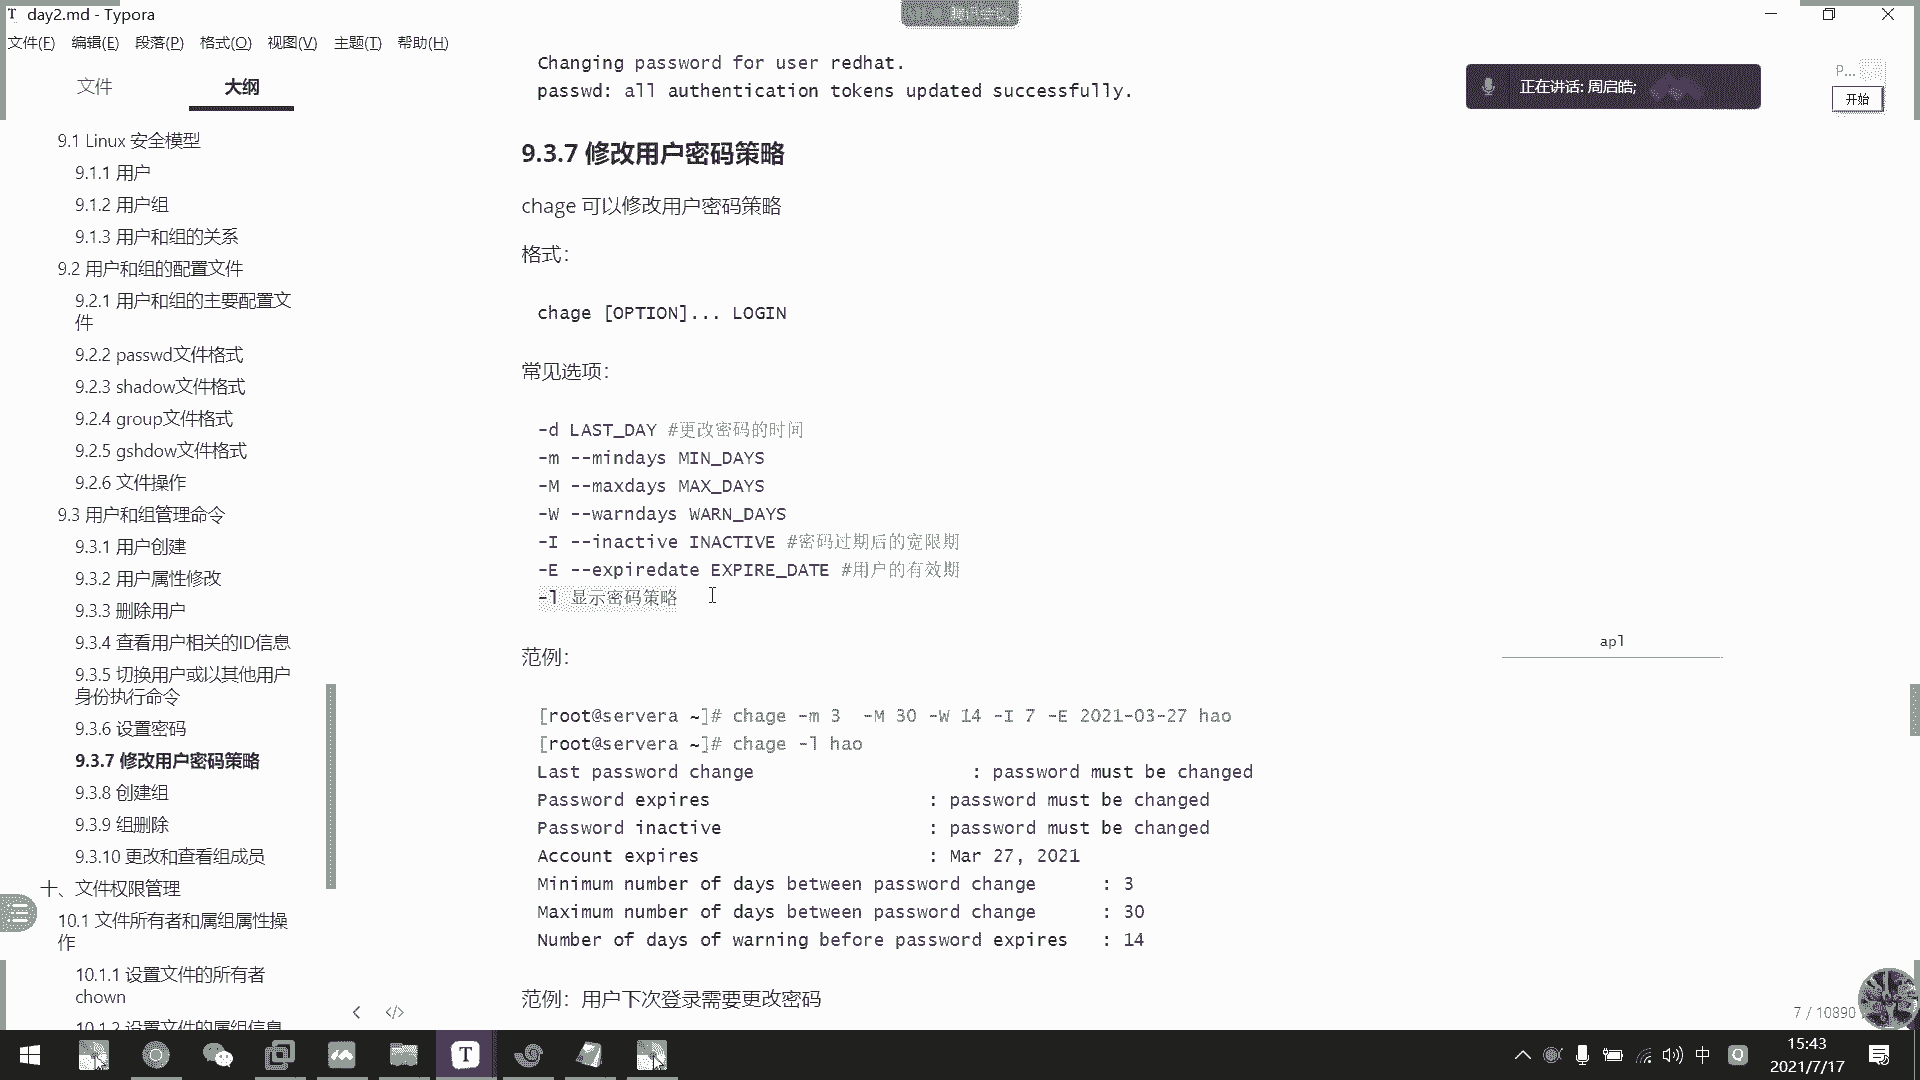 day2.md - Typora
文件(F) 编辑(E) 段落(P) 格式(O) 视图(V) 主题(T) 帮助(H)
文件 大纲
9.1 Linux 安全模型
9.1.1 用户
9.1.2 用户组
9.1.3 用户和组的关系
9.2 用户和组的配置文件
9.2.1 用户和组的主要配置文
件
9.2.2 passwd文件格式
9.2.3 shadow文件格式
9.2.4 group文件格式
9.2.5 gshdow文件格式
9.2.6 文件操作
9.3 用户和组管理命令
9.3.1 用户创建
9.3.2 用户属性修改
9.3.3 删除用户
9.3.4 查看用户相关的ID信息
9.3.5 切换用户或以其他用户
身份执行命令
9.3.6 设置密码
9.3.7 修改用户密码策略
9.3.8 创建组
9.3.9 组删除
9.3.10 更改和查看组成员
十、文件权限管理
10.1 文件所有者和属组属性操
作
10.1.1 设置文件的所有者
chown
10.1.2 设置文件的属组信息
Changing password for user redhat.
passwd: all authentication tokens updated successfully.
9.3.7 修改用户密码策略
chage 可以修改用户密码策略
格式：
chage [OPTION]... LOGIN
常见选项：
-d LAST_DAY #更改密码的时间
-m --mindays MIN_DAYS
-M --maxdays MAX_DAYS
-W --warndays WARN_DAYS
-I --inactive INACTIVE #密码过期后的宽限期
-E --expiredate EXPIRE_DATE #用户的有效期
-l 显示密码策略
范例：
[root@servera ~]# chage -m 3  -M 30 -W 14 -I 7 -E 2021-03-27 hao
[root@servera ~]# chage -l hao
Last password change : password must be changed
Password expires : password must be changed
Password inactive : password must be changed
Account expires : Mar 27, 2021
Minimum number of days between password change : 3
Maximum number of days between password change : 30
Number of days of warning before password expires : 14
范例：用户下次登录需要更改密码
正在讲话: 周启皓;
P...
开始
apl
7 / 10890
中
15:43
2021/7/17